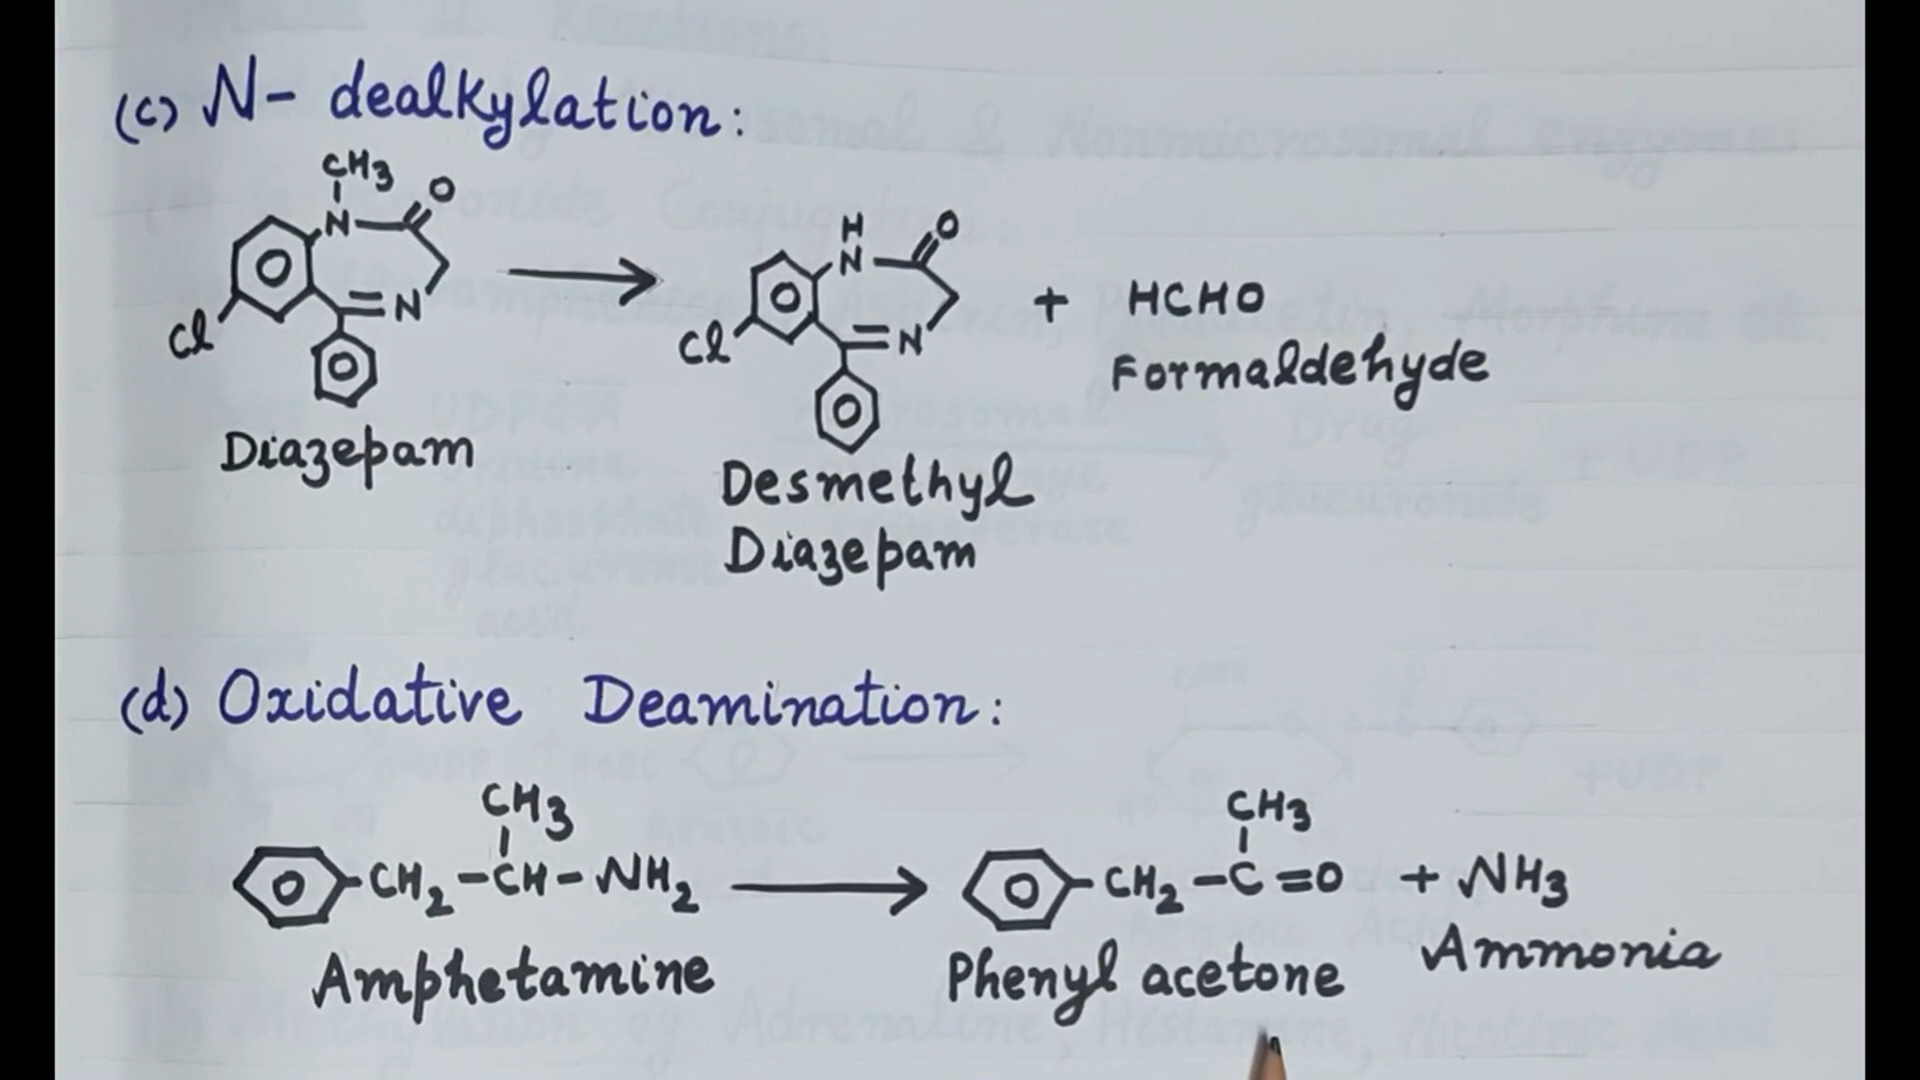 (c) N- dealkylation:
CH3
N
O
N
Cl
Diazepam
H
N
O
N
Cl
Desmethyl
Diazepam
+ HCHO
Formaldehyde
(d) Oxidative Deamination:
CH3
CH2-CH-NH2
Amphetamine
CH3
CH2-C=O + NH3
Phenyl acetone
Ammonia